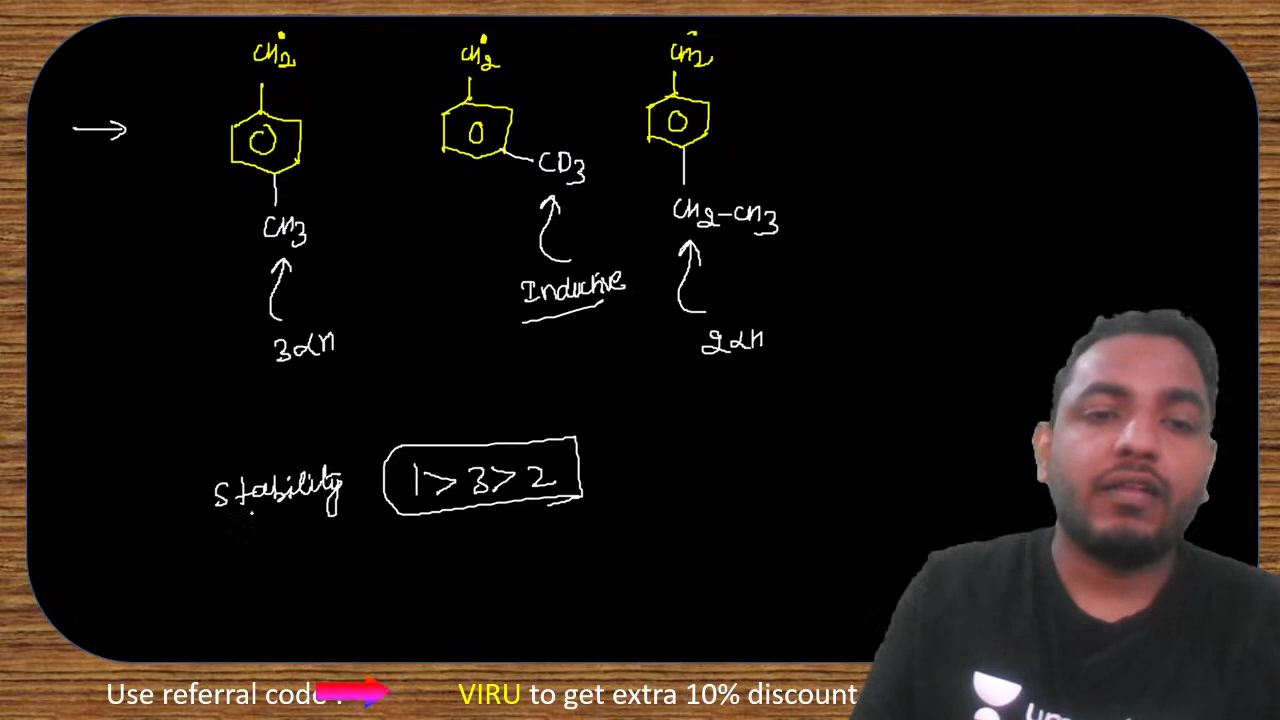 →
CH2• CH2• CH2
CD3
CH3 CH2-CH3
Inductive
3αH 2αH
Stability 1 > 3 > 2
Use referral code : VIRU to get extra 10% discount